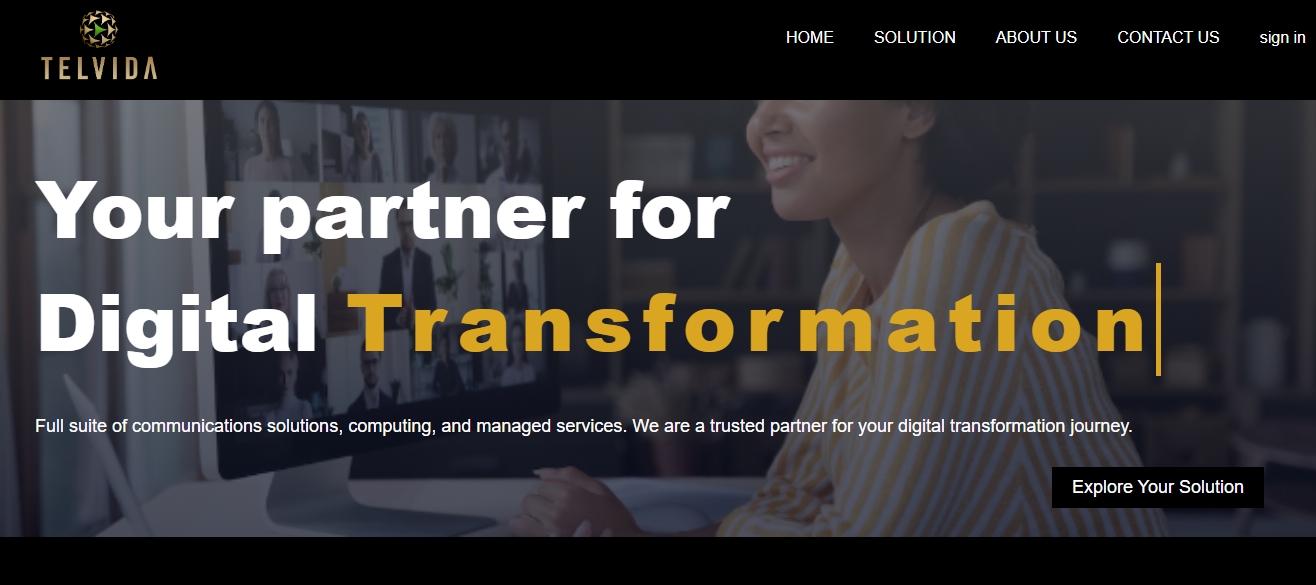 TELVIDA
HOME SOLUTION ABOUT US CONTACT US sign in
Your partner for
Digital Transformation
Full suite of communications solutions, computing, and managed services. We are a trusted partner for your digital transformation journey.
Explore Your Solution